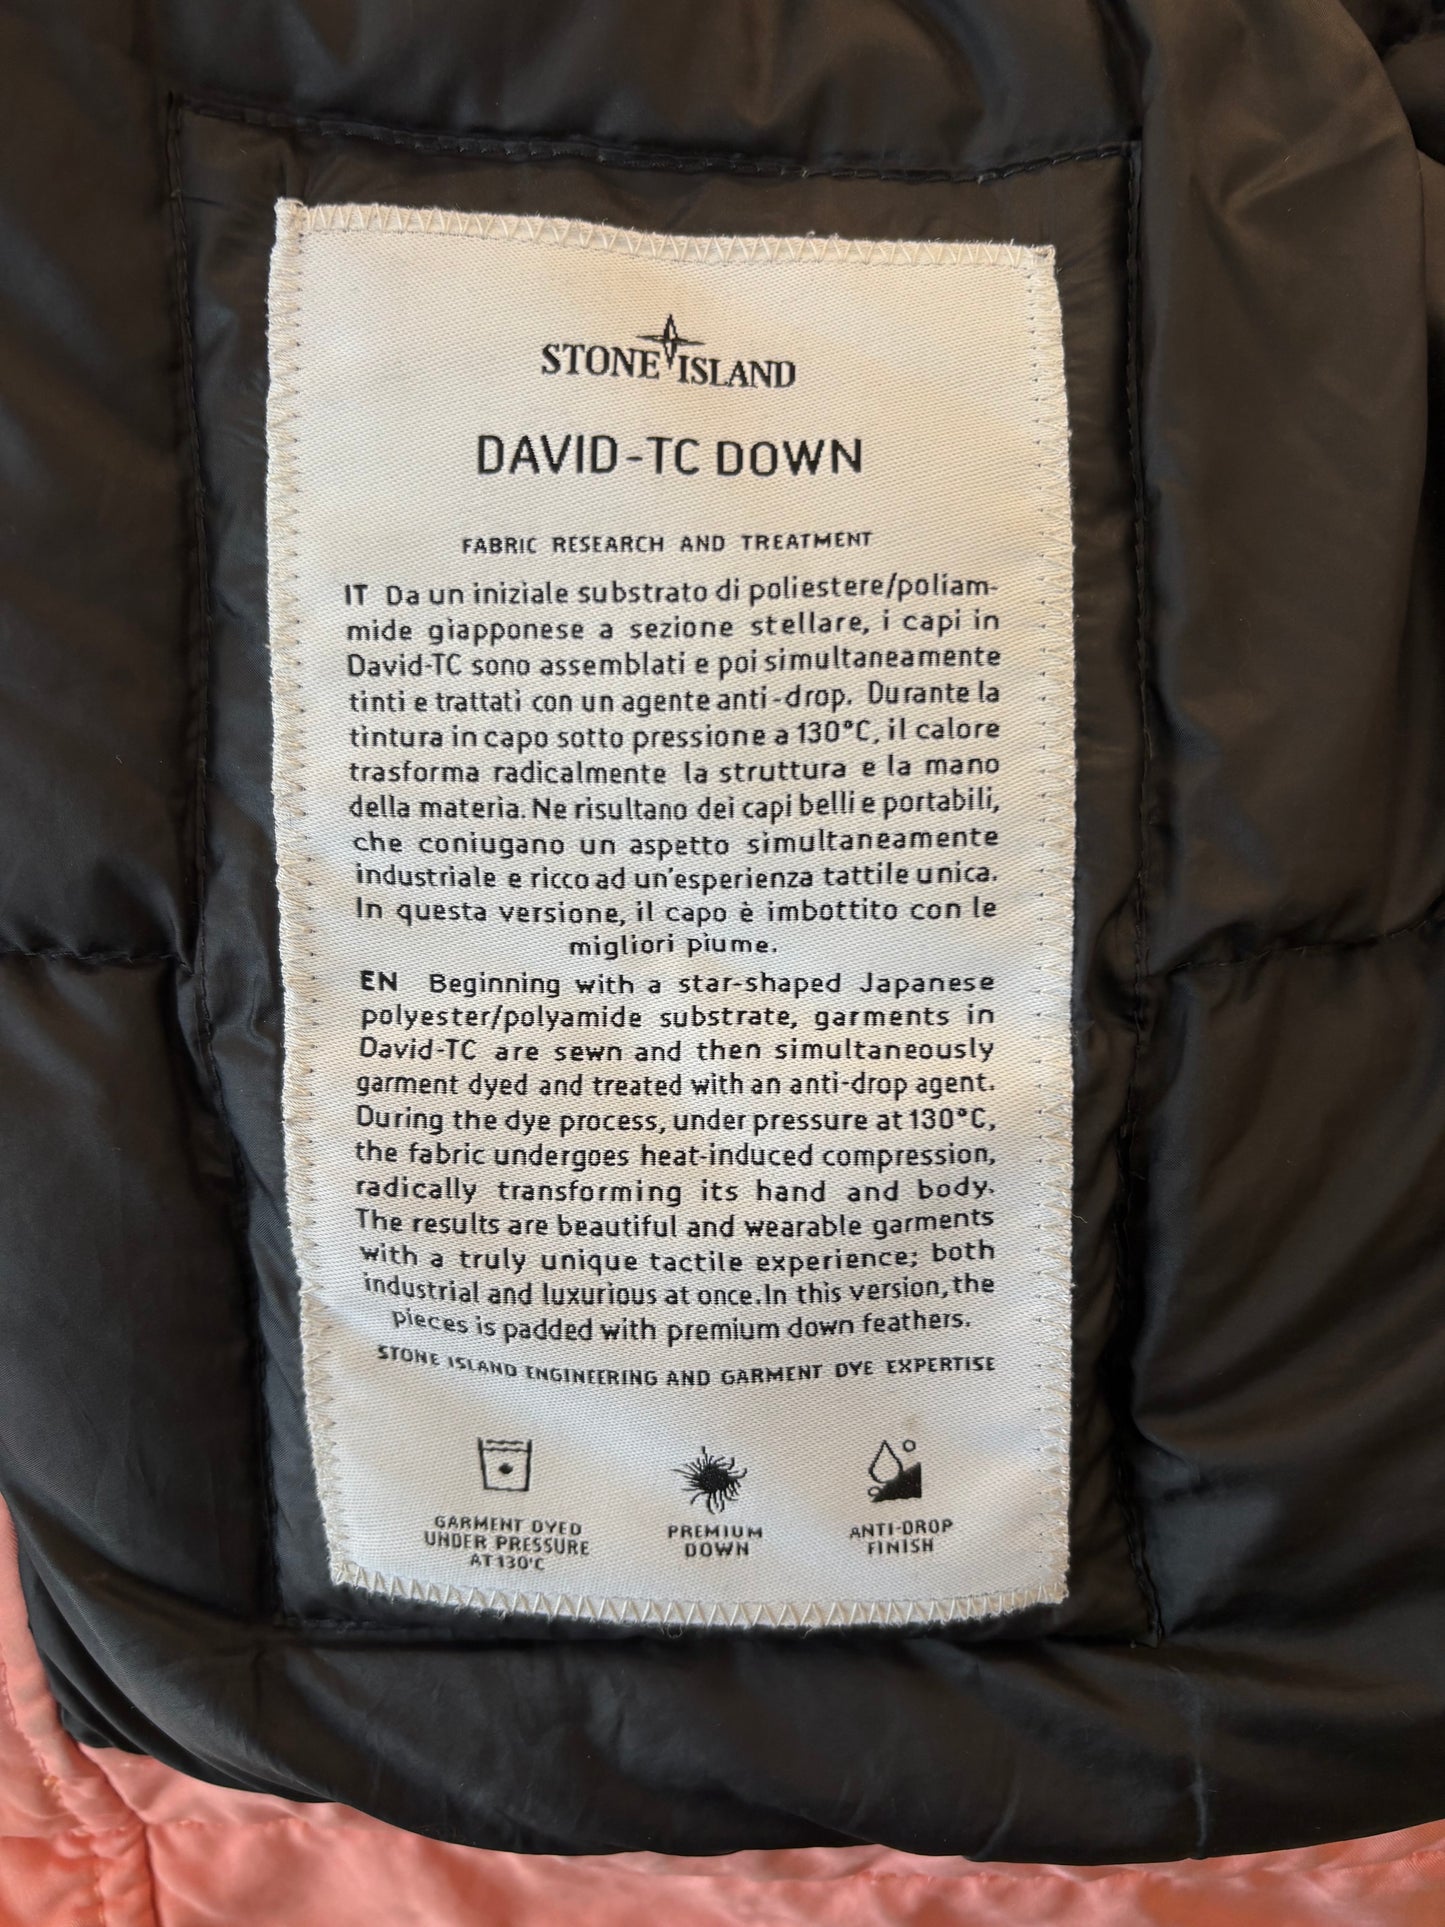 STONE ISLAND
DAVID-TC DOWN
FABRIC RESEARCH AND TREATMENT
IT Da un iniziale substrato di poliestere/poliam-
mide giapponese a sezione stellare, i capi in
David-TC sono assemblati e poi simultaneamente
tinti e trattati con un agente anti-drop. Durante la
tintura in capo sotto pressione a 130°C, il calore
trasforma radicalmente la struttura e la mano
della materia. Ne risultano dei capi belli e portabili,
che coniugano un aspetto simultaneamente
industriale e ricco ad un'esperienza tattile unica.
In questa versione, il capo è imbottito con le
migliori piume.
EN Beginning with a star-shaped Japanese
polyester/polyamide substrate, garments in
David-TC are sewn and then simultaneously
garment dyed and treated with an anti-drop agent.
During the dye process, under pressure at 130°C,
the fabric undergoes heat-induced compression,
radically transforming its hand and body.
The results are beautiful and wearable garments
with a truly unique tactile experience; both
industrial and luxurious at once. In this version, the
pieces is padded with premium down feathers.
STONE ISLAND ENGINEERING AND GARMENT DYE EXPERTISE
GARMENT DYED
UNDER PRESSURE
AT 130°C
PREMIUM
DOWN
ANTI-DROP
FINISH